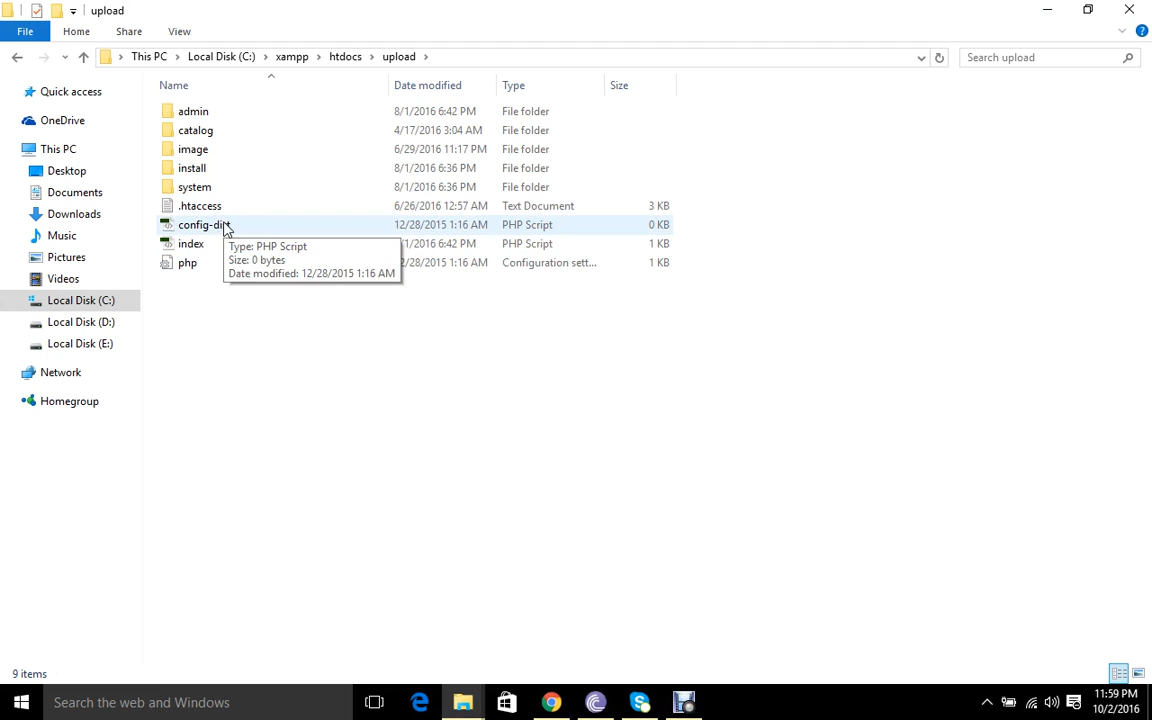 upload
File Home Share View
This PC Local Disk (C:) xampp htdocs upload
Search upload
Name Date modified Type Size
Quick access
OneDrive
This PC
Desktop
Documents
Downloads
Music
Pictures
Videos
Local Disk (C:)
Local Disk (D:)
Local Disk (E:)
Network
Homegroup
admin 8/1/2016 6:42 PM File folder
catalog 4/17/2016 3:04 AM File folder
image 6/29/2016 11:17 PM File folder
install 8/1/2016 6:36 PM File folder
system 8/1/2016 6:36 PM File folder
.htaccess 6/26/2016 12:57 AM Text Document 3 KB
config-dist 12/28/2015 1:16 AM PHP Script 0 KB
index /1/2016 6:42 PM PHP Script 1 KB
php 2/28/2015 1:16 AM Configuration sett... 1 KB
Type: PHP Script
Size: 0 bytes
Date modified: 12/28/2015 1:16 AM
9 items
Search the web and Windows
11:59 PM
10/2/2016